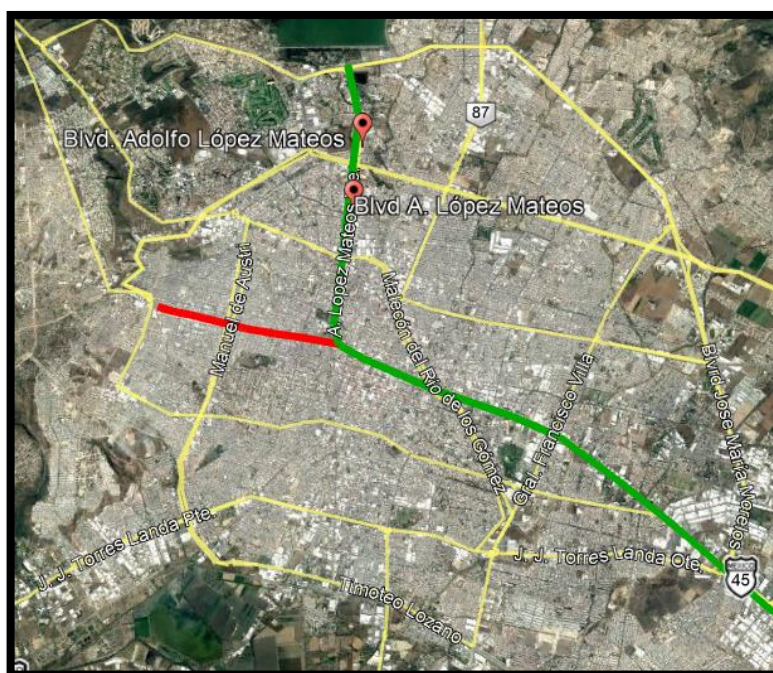 87
Blvd. Adolfo López Mateos
Blvd A. López Mateos
A. López Mateos
Manuel de Austri
Malecón del Río de los Gómez
Gral. Francisco Villa
Blvrd José María Morelos
J. J. Torres Landa Pte.
J. J. Torres Landa Ote.
45
Timoteo Lozano